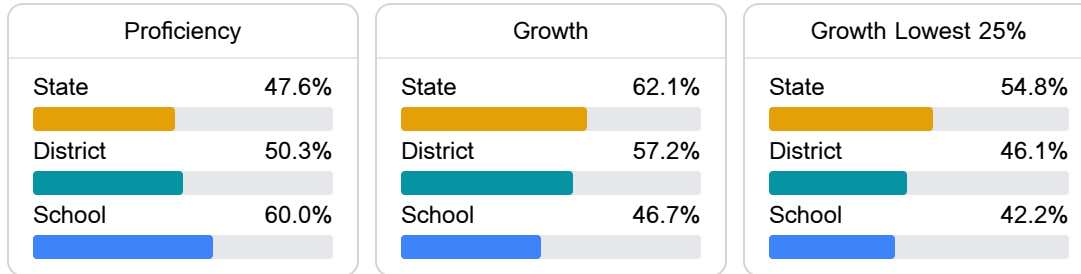 Proficiency
State 47.6%
District 50.3%
School 60.0%
Growth
State 62.1%
District 57.2%
School 46.7%
Growth Lowest 25%
State 54.8%
District 46.1%
School 42.2%